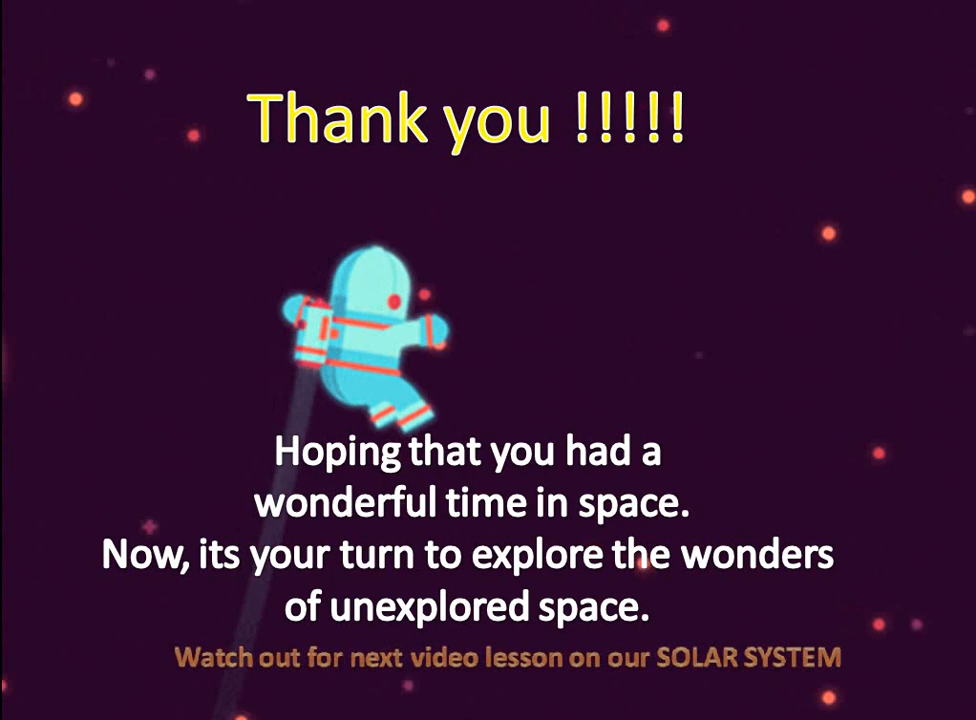 Thank you !!!!!
Hoping that you had a
wonderful time in space.
Now, its your turn to explore the wonders
of unexplored space.
Watch out for next video lesson on our SOLAR SYSTEM